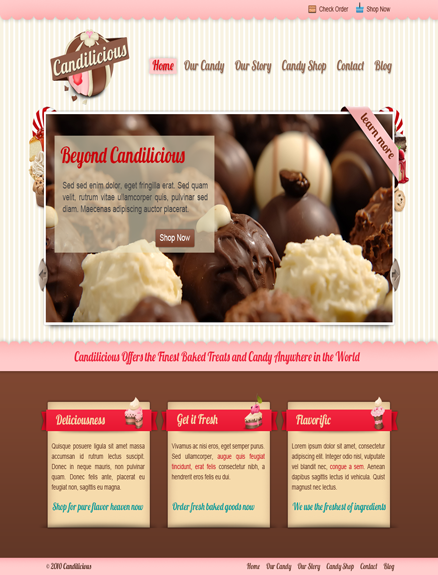 Check Order Shop Now
Candilicious
Home Our Candy Our Story Candy Shop Contact Blog
learn more
Beyond Candilicious
Sed sed enim dolor, eget fringilla erat. Sed quam
velit, rutrum vitae ullamcorper quis, pulvinar sed
diam. Maecenas adipiscing auctor placerat.
Shop Now
Candilicious Offers the Finest Baked Treats and Candy Anywhere in the World
Deliciousness
Quisque posuere ligula sit amet massa
accumsan id rutrum lectus suscipit.
Donec in neque mauris, non pulvinar
quam. Donec felis ante, placerat eu
feugiat non, sagittis eu magna.
Shop for pure flavor heaven now
Get it Fresh
Vivamus ac nisi eros, eget semper purus.
Sed ullamcorper, augue quis feugiat
tincidunt, erat felis consectetur nibh, a
hendrerit eros felis eu dui.
Order fresh baked goods now
Flavorific
Lorem ipsum dolor sit amet, consectetur
adipiscing elit. Integer odio nisl, vulputate
vel blandit nec, congue a sem. Aenean
dapibus sagittis lectus id vehicula. Quist
magnust nec lectus.
We use the freshest of ingredients
© 2010 Candilicious
Home Our Candy Our Story Candy Shop Contact Blog